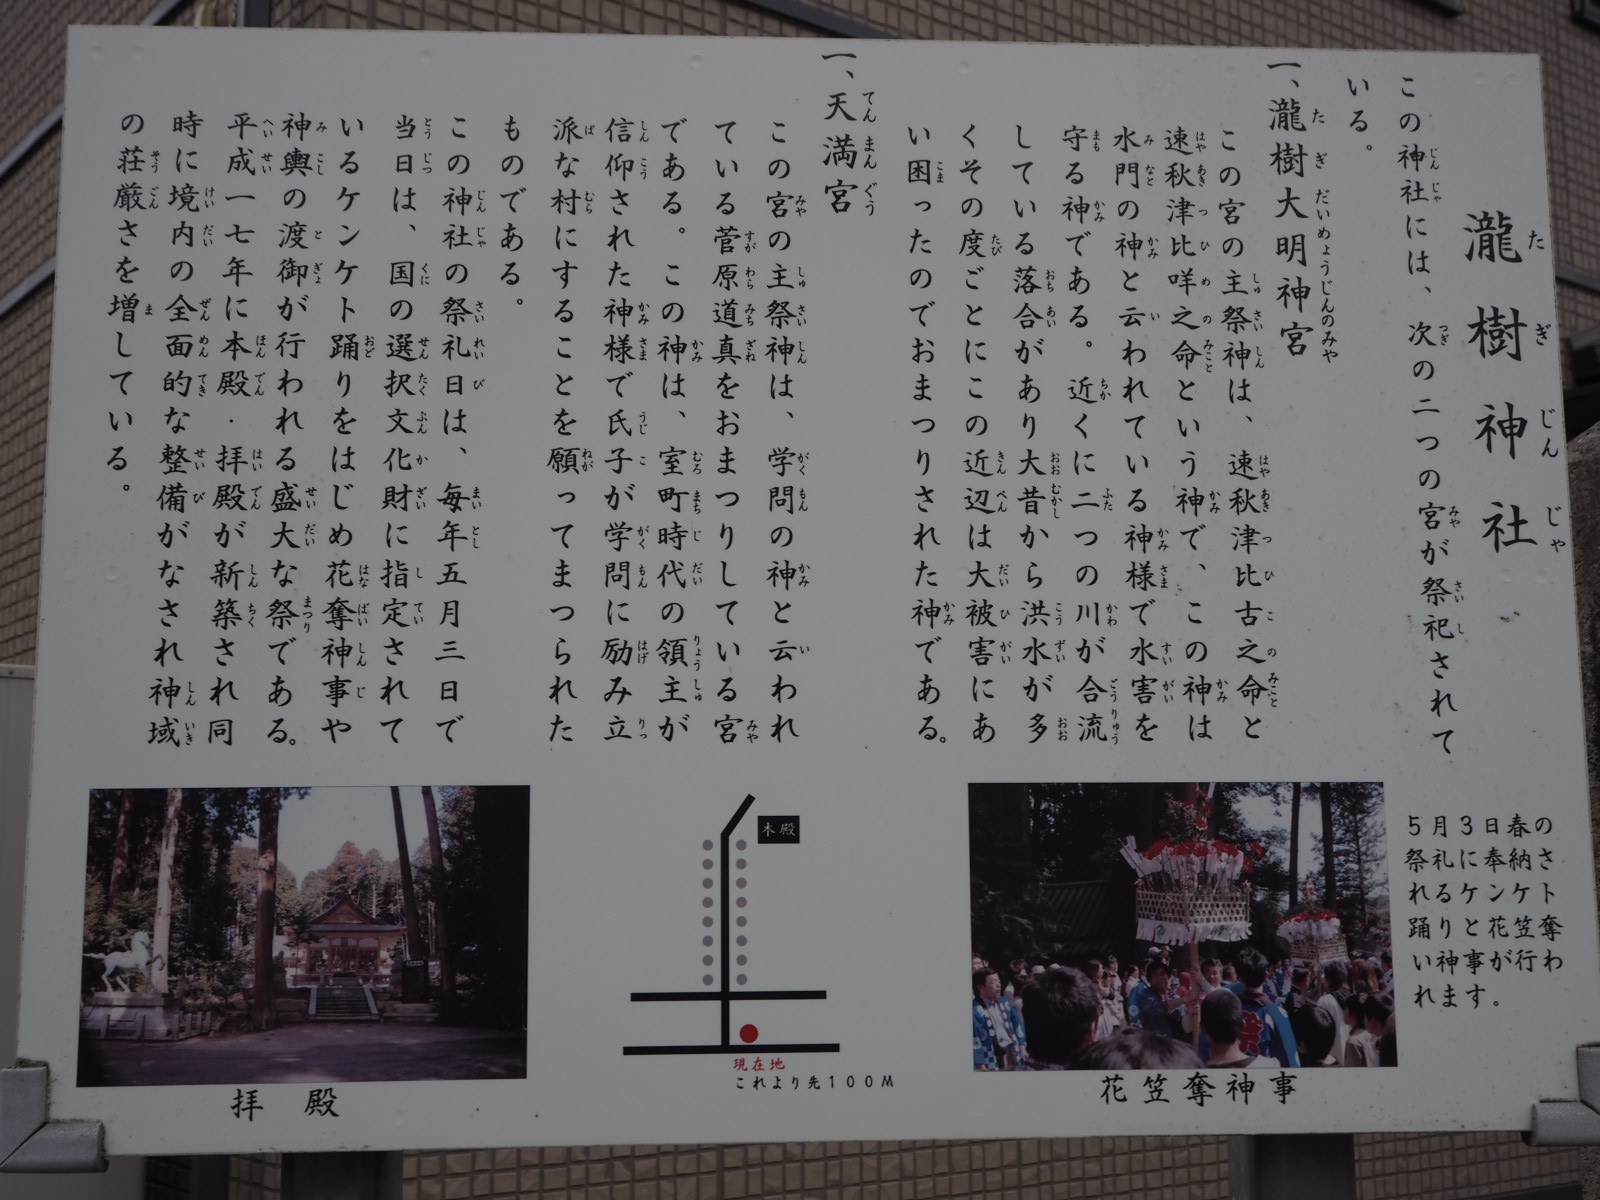 瀧樹神社
この神社には、次の二つの宮が祭祀されて
いる。
一、瀧樹大明神宮
この宮の主祭神は、速秋津比古之命と
速秋津比咩之命という神で、この神は
水門の神と云われている神様で水害を
守る神である。近くに二つの川が合流
している落合があり大昔から洪水が多
くその度ごとにこの近辺は大被害にあ
い困ったのでおまつりされた神である。
一、天満宮
この宮の主祭神は、学問の神と云われ
ている菅原道真をおまつりしている宮
である。この神は、室町時代の領主が
信仰された神様で氏子が学問に励み立
派な村にすることを願ってまつられた
ものである。
この神社の祭礼日は、毎年五月三日で
当日は、国の選択文化財に指定されて
いるケンケト踊りをはじめ花奪神事や
神輿の渡御が行われる盛大な祭である。
平成一七年に本殿・拝殿が新築され同
時に境内の全面的な整備がなされ神域
の荘厳さを増している。
5月3日春の
祭礼に奉納さ
れるケンケト
踊りと花笠奪
い神事が行わ
れます。
花笠奪神事
本殿
現在地
これより先100M
拝殿